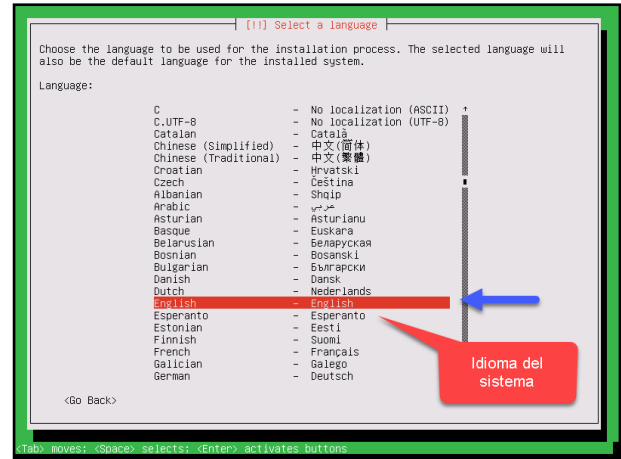 [!!] Select a language
Choose the language to be used for the installation process. The selected language will
also be the default language for the installed system.
Language:
C - No localization (ASCII)
C.UTF-8 - No localization (UTF-8)
Catalan - Català
Chinese (Simplified) - 中文(简体)
Chinese (Traditional) - 中文(繁體)
Croatian - Hrvatski
Czech - Čeština
Albanian - Shqip
Arabic - عربي
Asturian - Asturianu
Basque - Euskara
Belarusian - Беларуская
Bosnian - Bosanski
Bulgarian - Български
Danish - Dansk
Dutch - Nederlands
English - English
Esperanto - Esperanto
Estonian - Eesti
Finnish - Suomi
French - Français
Galician - Galego
German - Deutsch
Idioma del
sistema
<Go Back>
<Tab> moves; <Space> selects; <Enter> activates buttons